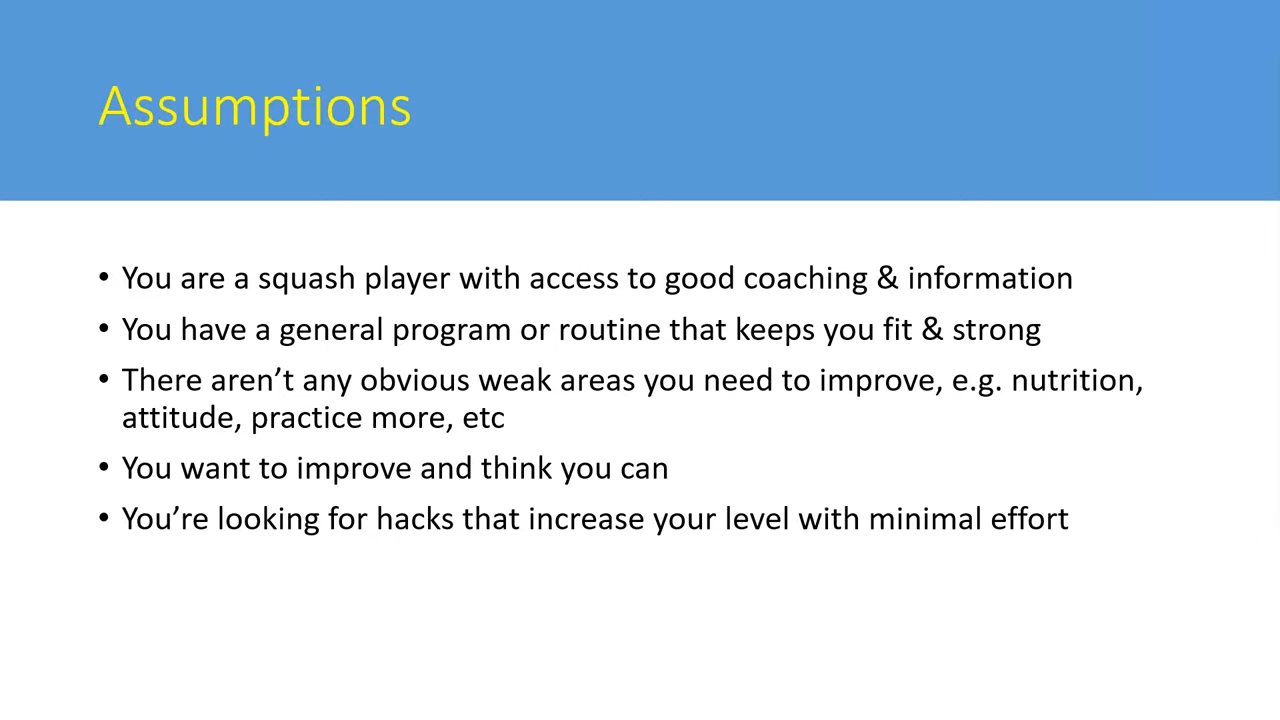 Assumptions
• You are a squash player with access to good coaching & information
• You have a general program or routine that keeps you fit & strong
• There aren’t any obvious weak areas you need to improve, e.g. nutrition,
attitude, practice more, etc
• You want to improve and think you can
• You’re looking for hacks that increase your level with minimal effort